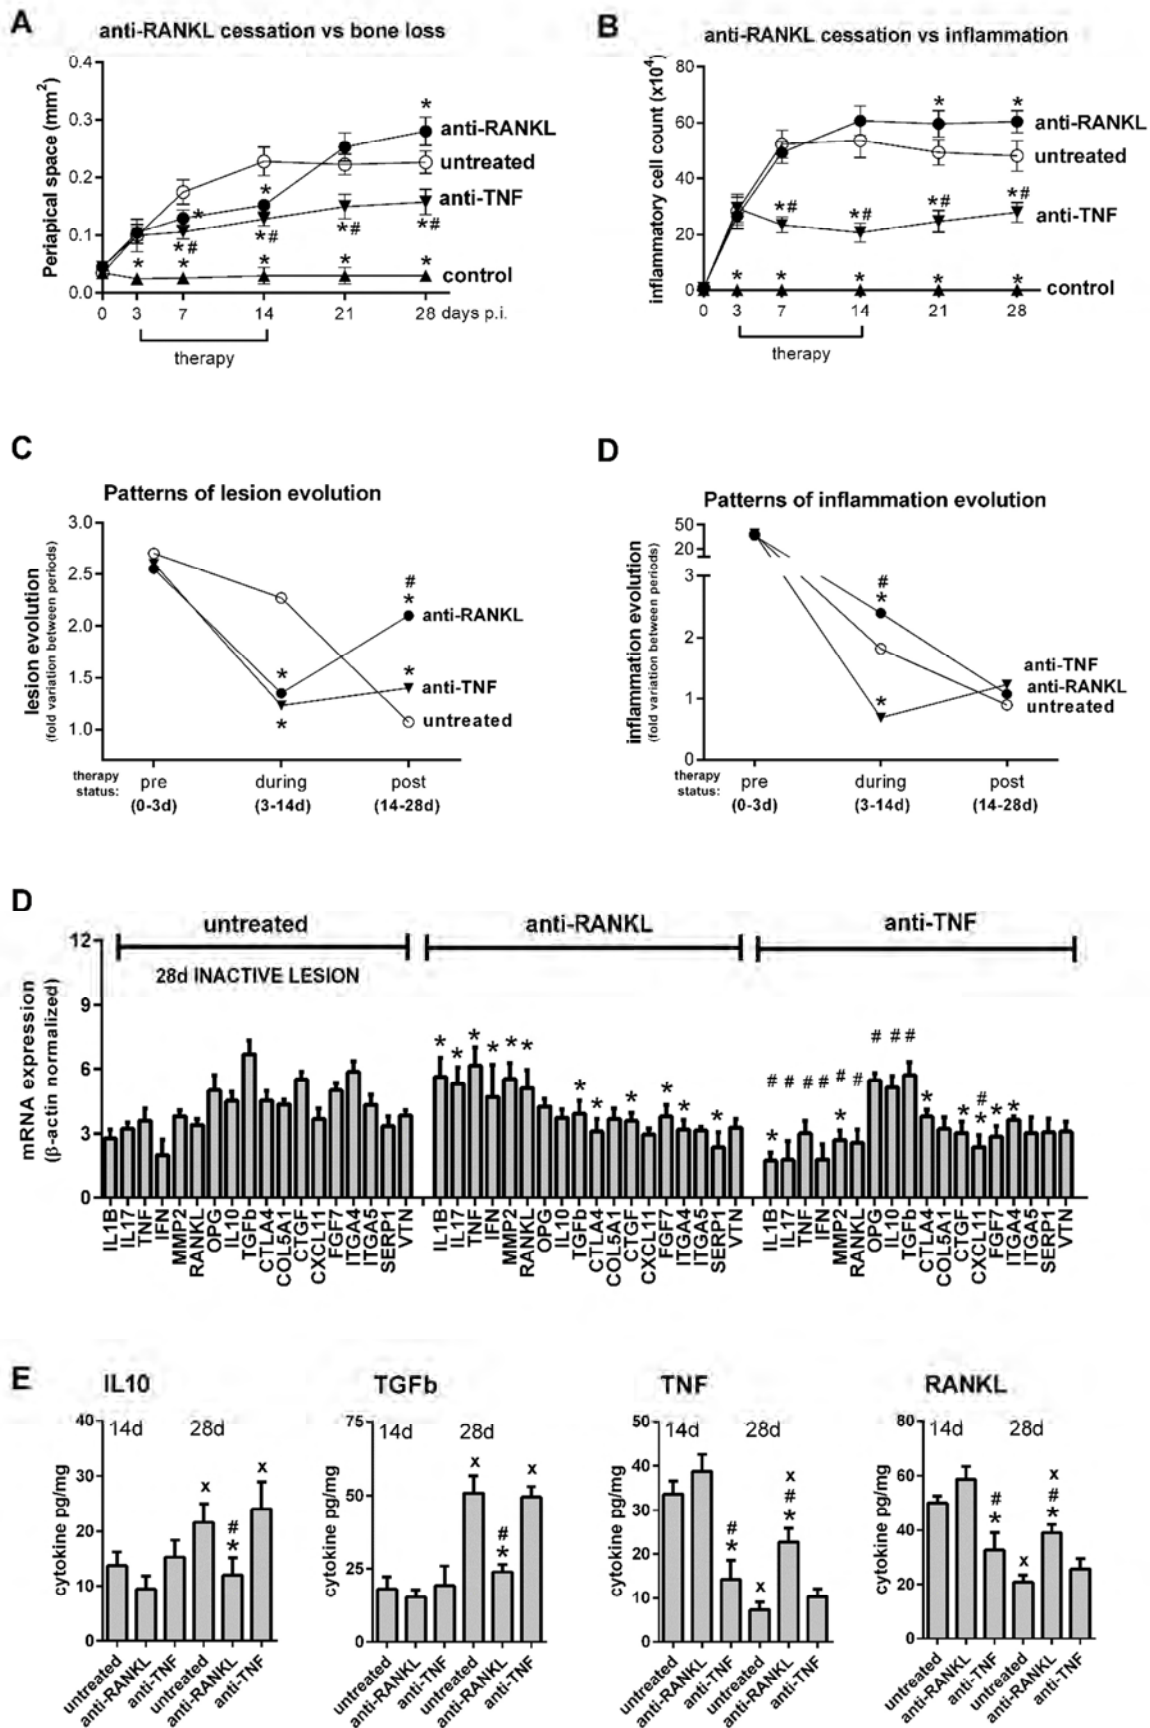 A
anti-RANKL cessation vs bone loss
Periapical space (mm²)
0.4
0.3
0.2
0.1
0.0
*
anti-RANKL
untreated
anti-TNF
control
* * *# *# *# *#
* * * * *
0 3 7 14 21 28 days p.i.
therapy
B
anti-RANKL cessation vs inflammation
inflammatory cell count (x10⁴)
80
60
40
20
0
* *
anti-RANKL
untreated
anti-TNF
control
*# *# *# *#
* * * * *
0 3 7 14 21 28
therapy
C
Patterns of lesion evolution
lesion evolution
(fold variation between periods)
3.0
2.5
2.0
1.5
1.0
#
*
anti-RANKL
*
anti-TNF
untreated
*
*
therapy
status:
pre during post
(0-3d) (3-14d) (14-28d)
D
Patterns of inflammation evolution
inflammation evolution
(fold variation between periods)
50
20
3
2
1
0
#
*
*
anti-TNF
anti-RANKL
untreated
therapy
status:
pre during post
(0-3d) (3-14d) (14-28d)
D
untreated anti-RANKL anti-TNF
28d INACTIVE LESION
mRNA expression
(β-actin normalized)
12
9
6
3
0
* * * * * * * * * * * *
# # # # # # # # # #
* * * * * * *
IL1B IL17 TNF IFN MMP2 RANKL OPG IL10 TGFb CTLA4 COL5A1 CTGF CXCL11 FGF7 ITGA4 ITGA5 SERP1 VTN
IL1B IL17 TNF IFN MMP2 RANKL OPG IL10 TGFb CTLA4 COL5A1 CTGF CXCL11 FGF7 ITGA4 ITGA5 SERP1 VTN
IL1B IL17 TNF IFN MMP2 RANKL OPG IL10 TGFb CTLA4 COL5A1 CTGF CXCL11 FGF7 ITGA4 ITGA5 SERP1 VTN
E
IL10
cytokine pg/mg
40
30
20
10
0
14d 28d
x
#
*
x
untreated anti-RANKL anti-TNF untreated anti-RANKL anti-TNF
TGFb
cytokine pg/mg
75
50
25
0
14d 28d
x
#
*
x
untreated anti-RANKL anti-TNF untreated anti-RANKL anti-TNF
TNF
cytokine pg/mg
50
40
30
20
10
0
14d 28d
#
*
x
x
#
*
untreated anti-RANKL anti-TNF untreated anti-RANKL anti-TNF
RANKL
cytokine pg/mg
80
60
40
20
0
14d 28d
#
*
x
x
#
*
untreated anti-RANKL anti-TNF untreated anti-RANKL anti-TNF